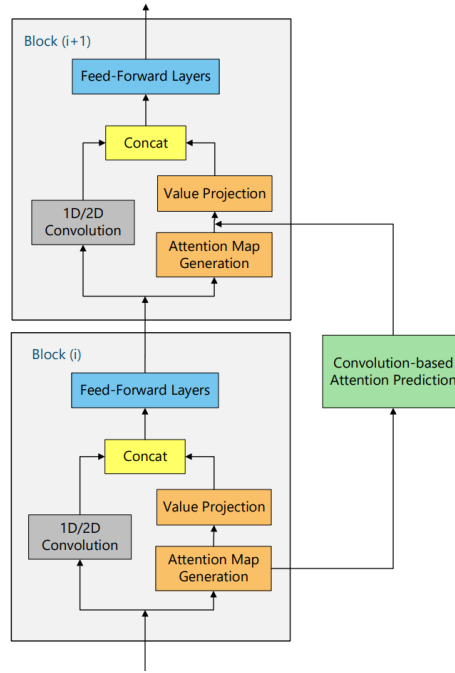 Block (i+1)
Feed-Forward Layers
Concat
Value Projection
1D/2D
Convolution
Attention Map
Generation
Block (i)
Feed-Forward Layers
Concat
Value Projection
1D/2D
Convolution
Attention Map
Generation
Convolution-based
Attention Prediction